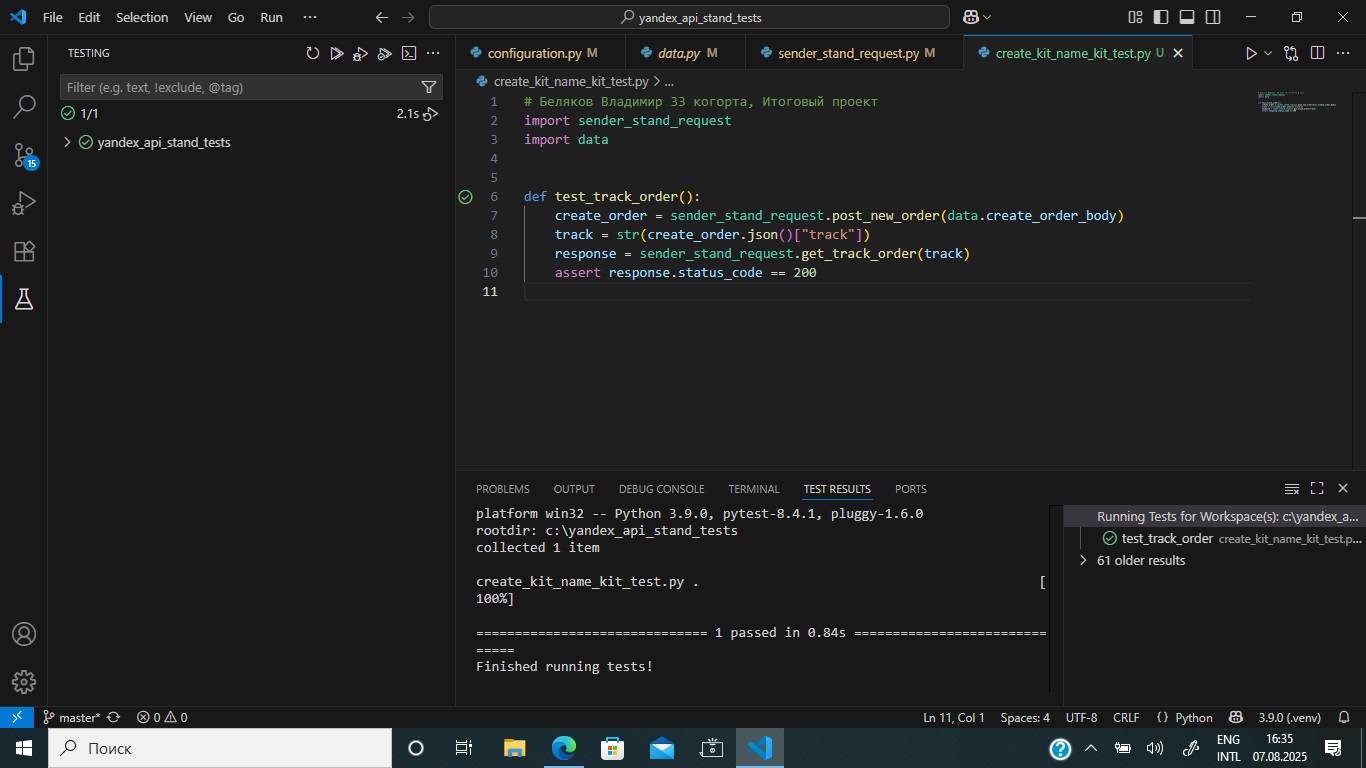 File Edit Selection View Go Run ···
yandex_api_stand_tests
TESTING
Filter (e.g. text, !exclude, @tag)
1/1
2.1s
yandex_api_stand_tests
15
configuration.py M
data.py M
sender_stand_request.py M
create_kit_name_kit_test.py U
create_kit_name_kit_test.py > ...
1 # Беляков Владимир 33 когорта, Итоговый проект
2 import sender_stand_request
3 import data
4
5
6 def test_track_order():
7 create_order = sender_stand_request.post_new_order(data.create_order_body)
8 track = str(create_order.json()["track"])
9 response = sender_stand_request.get_track_order(track)
10 assert response.status_code == 200
11
PROBLEMS OUTPUT DEBUG CONSOLE TERMINAL TEST RESULTS PORTS
platform win32 -- Python 3.9.0, pytest-8.4.1, pluggy-1.6.0
rootdir: c:\yandex_api_stand_tests
collected 1 item
create_kit_name_kit_test.py . [
100%]
============================== 1 passed in 0.84s =========================
=====
Finished running tests!
Running Tests for Workspace(s): c:\yandex_a...
test_track_order create_kit_name_kit_test.p...
61 older results
master* 0 0
Ln 11, Col 1 Spaces: 4 UTF-8 CRLF {} Python 3.9.0 (.venv)
Поиск
ENG
INTL
16:35
07.08.2025